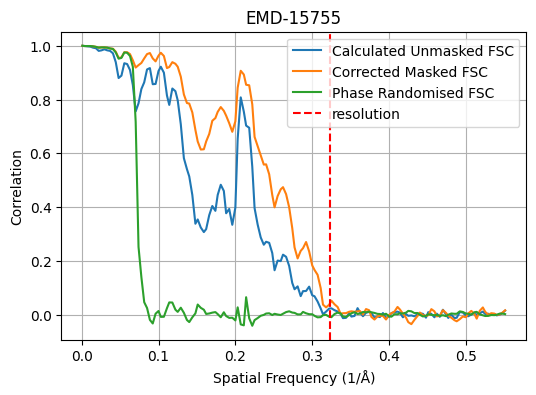 EMD-15755
1.0
0.8
0.6
0.4
0.2
0.0
Correlation
Calculated Unmasked FSC
Corrected Masked FSC
Phase Randomised FSC
resolution
0.0 0.1 0.2 0.3 0.4 0.5
Spatial Frequency (1/Å)